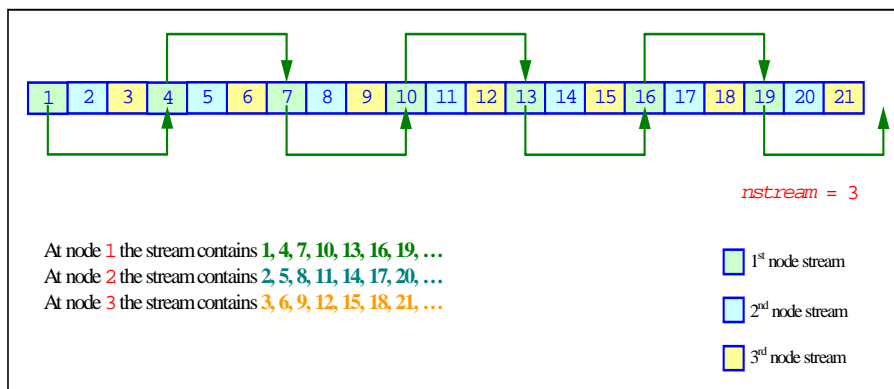 1 2 3 4 5 6 7 8 9 10 11 12 13 14 15 16 17 18 19 20 21
nstream = 3
At node 1 the stream contains 1, 4, 7, 10, 13, 16, 19, …
At node 2 the stream contains 2, 5, 8, 11, 14, 17, 20, …
At node 3 the stream contains 3, 6, 9, 12, 15, 18, 21, …
1st node stream
2nd node stream
3rd node stream